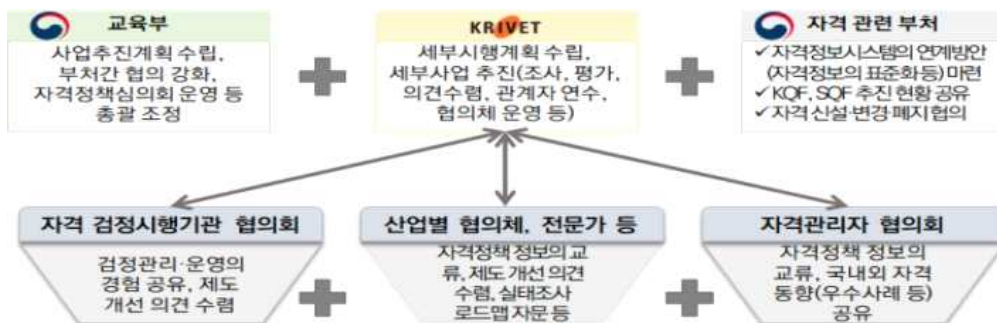 교육부
사업추진계획 수립,
부처간 협의 강화,
자격정책심의회 운영 등
총괄 조정
KRIVET
세부시행계획 수립,
세부사업 추진(조사, 평가,
의견수렴, 관계자 연수,
협의체 운영 등)
자격 관련 부처
✓자격정보시스템의 연계방안
(자격정보의 표준화 등) 마련
✓KQF, SQF 추진 현황 공유
✓자격 신설·변경·폐지 협의
자격 검정시행기관 협의회
검정관리·운영의
경험 공유, 제도
개선 의견 수렴
산업별 협의체, 전문가 등
자격정책 정보의 교
류, 제도 개선 의견
수렴, 실태조사
로드맵 자문 등
자격관리자 협의회
자격정책 정보의
교류, 국내외 자격
동향(우수사례 등)
공유